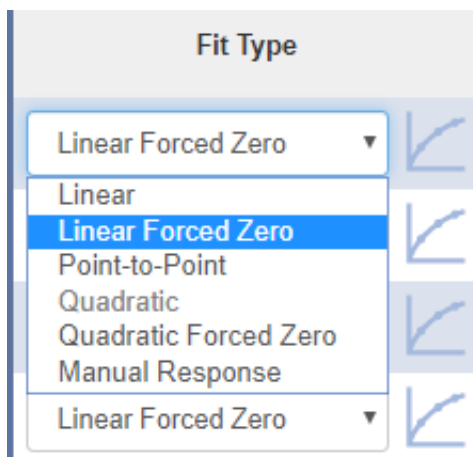 Fit Type
Linear Forced Zero
Linear
Linear Forced Zero
Point-to-Point
Quadratic
Quadratic Forced Zero
Manual Response
Linear Forced Zero